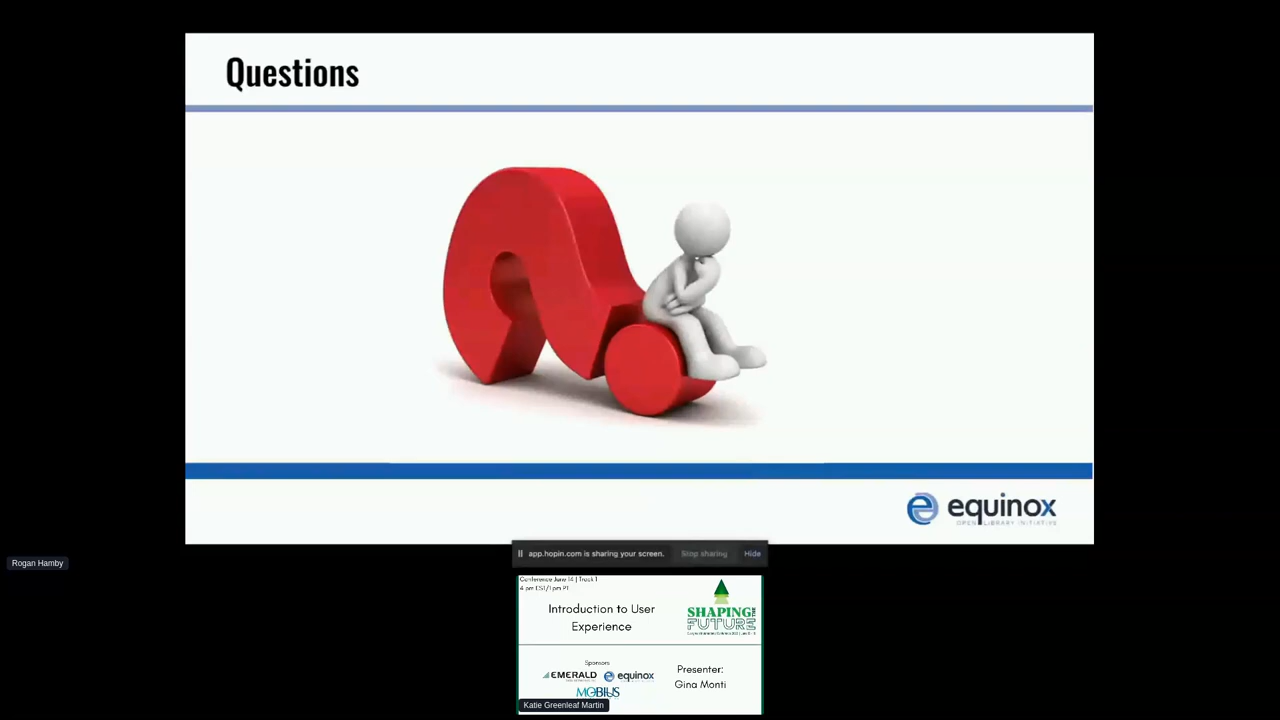 Questions
equinox
OPEN LIBRARY INITIATIVE
app.hopin.com is sharing your screen.
Stop sharing
Hide
Rogan Hamby
Conference June 14 | Track 1
4 pm EST/1 pm PT
Introduction to User
Experience
SHAPING THE
FUTURE
Sponsors
EMERALD
equinox
MOBIUS
Presenter:
Gina Monti
Katie Greenleaf Martin